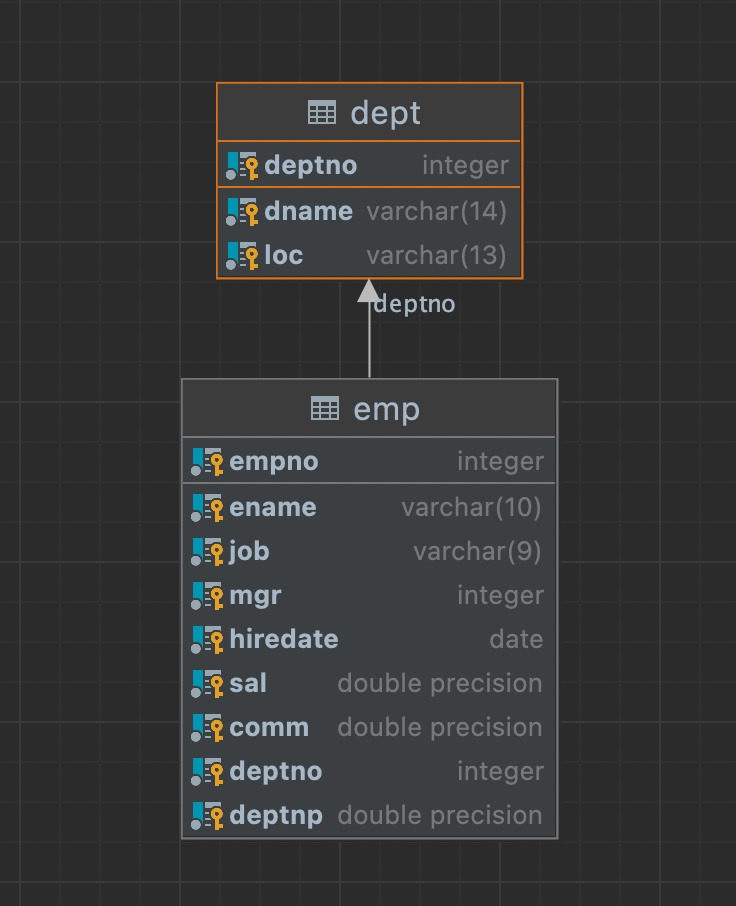 dept
deptno integer
dname varchar(14)
loc varchar(13)
deptno
emp
empno integer
ename varchar(10)
job varchar(9)
mgr integer
hiredate date
sal double precision
comm double precision
deptno integer
deptnp double precision